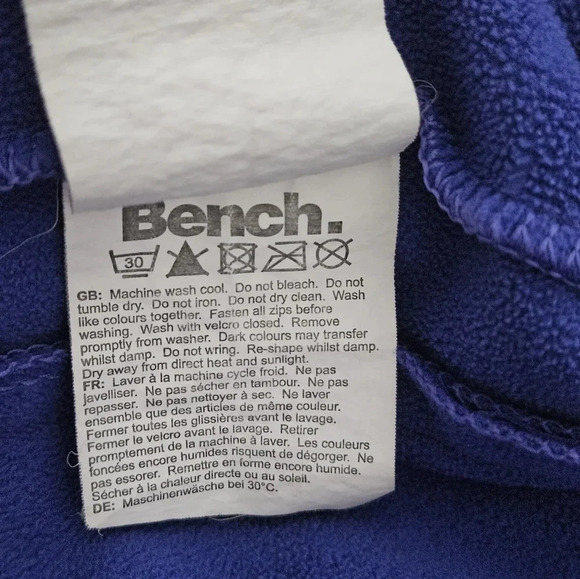 Bench.
30
GB: Machine wash cool. Do not bleach. Do not
tumble dry. Do not iron. Do not dry clean. Wash
like colours together. Fasten all zips before
washing. Wash with velcro closed. Remove
promptly from washer. Dark colours may transfer
whilst damp. Do not wring. Re-shape whilst damp.
Dry away from direct heat and sunlight.
FR: Laver à la machine cycle froid. Ne pas
javelliser. Ne pas sécher en tambour. Ne pas
repasser. Ne pas nettoyer à sec. Ne laver
ensemble que des articles de même couleur.
Fermer toutes les glissières avant le lavage.
Fermer le velcro avant le lavage. Retirer
promptement de la machine à laver. Les couleurs
foncées encore humides risquent de dégorger. Ne
pas essorer. Remettre en forme encore humide.
Sécher à la chaleur directe ou au soleil.
DE: Maschinenwäsche bei 30°C.